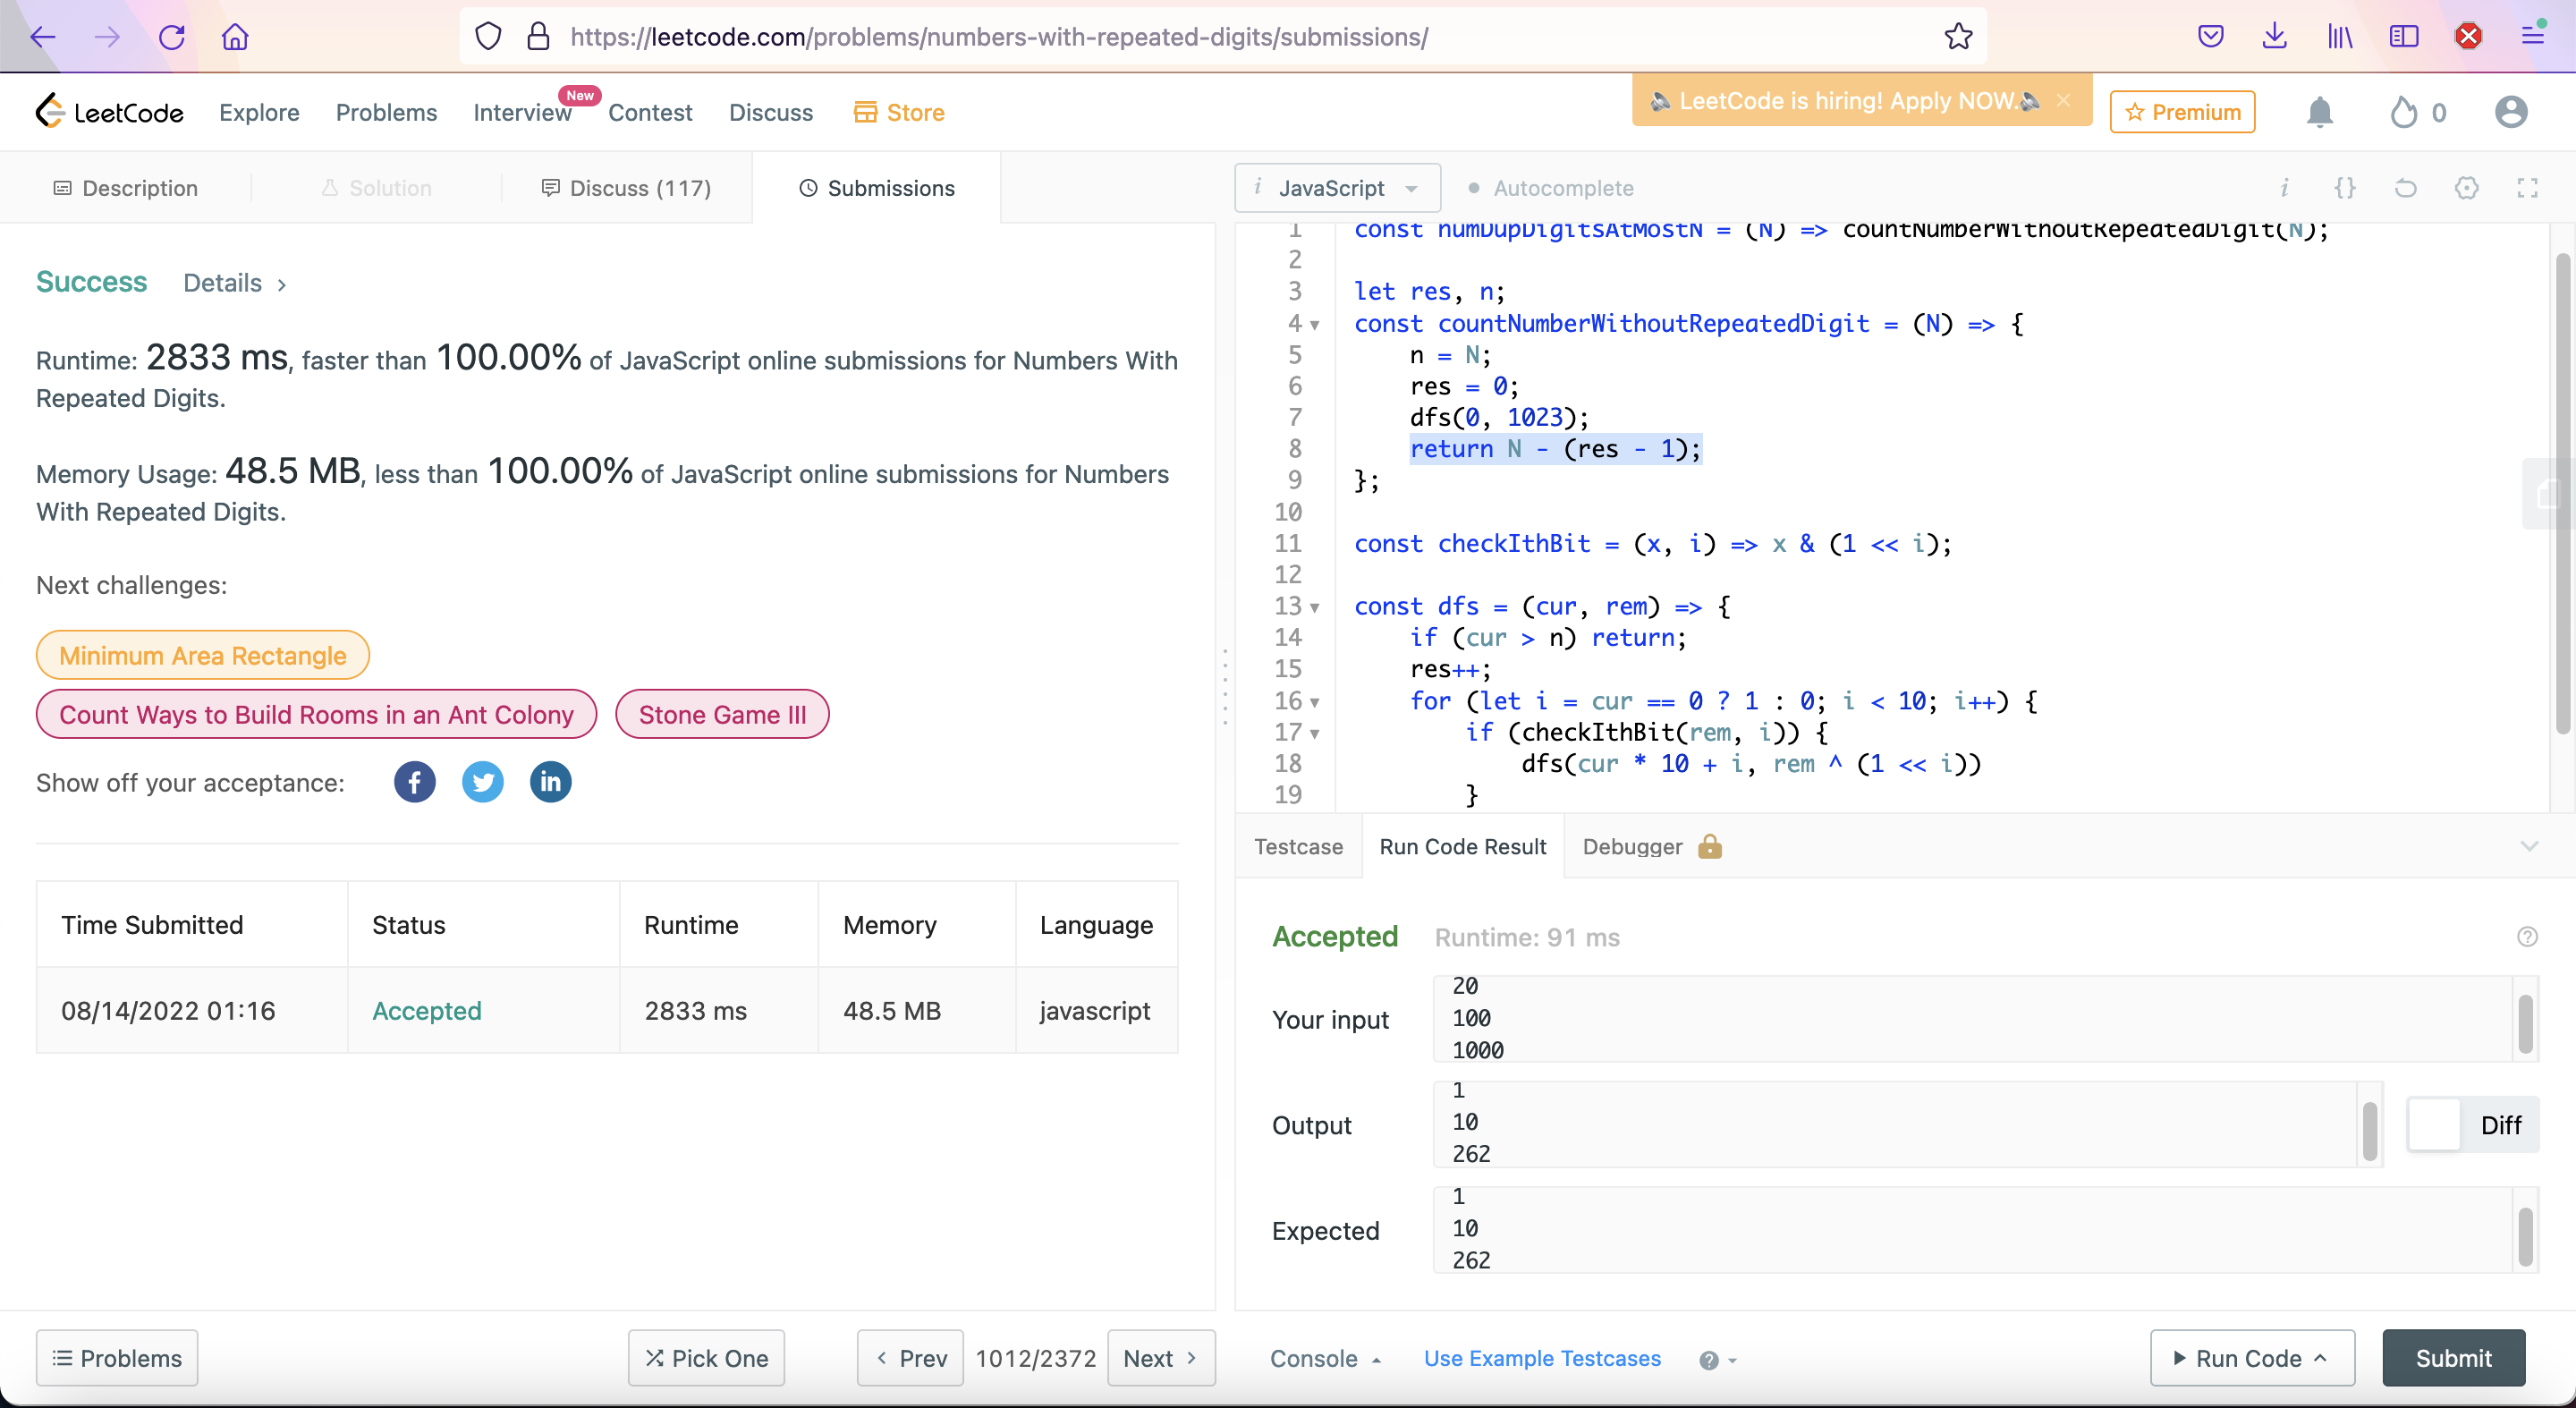 https://leetcode.com/problems/numbers-with-repeated-digits/submissions/
LeetCode
Explore
Problems
Interview
New
Contest
Discuss
Store
LeetCode is hiring! Apply NOW.
Premium
0
Description
Solution
Discuss (117)
Submissions
i JavaScript
Autocomplete
Success
Details
Runtime: 2833 ms, faster than 100.00% of JavaScript online submissions for Numbers With
Repeated Digits.
Memory Usage: 48.5 MB, less than 100.00% of JavaScript online submissions for Numbers
With Repeated Digits.
Next challenges:
Minimum Area Rectangle
Count Ways to Build Rooms in an Ant Colony
Stone Game III
Show off your acceptance:
Time Submitted
Status
Runtime
Memory
Language
08/14/2022 01:16
Accepted
2833 ms
48.5 MB
javascript
1 const numDupDigitsAtMostN = (N) => countNumberWithoutRepeatedDigit(N);
2
3 let res, n;
4 const countNumberWithoutRepeatedDigit = (N) => {
5 n = N;
6 res = 0;
7 dfs(0, 1023);
8 return N - (res - 1);
9 };
10
11 const checkIthBit = (x, i) => x & (1 << i);
12
13 const dfs = (cur, rem) => {
14 if (cur > n) return;
15 res++;
16 for (let i = cur == 0 ? 1 : 0; i < 10; i++) {
17 if (checkIthBit(rem, i)) {
18 dfs(cur * 10 + i, rem ^ (1 << i))
19 }
Testcase
Run Code Result
Debugger
Accepted
Runtime: 91 ms
Your input
20
100
1000
Output
1
10
262
Diff
Expected
1
10
262
Problems
Pick One
Prev
1012/2372
Next
Console
Use Example Testcases
Run Code
Submit